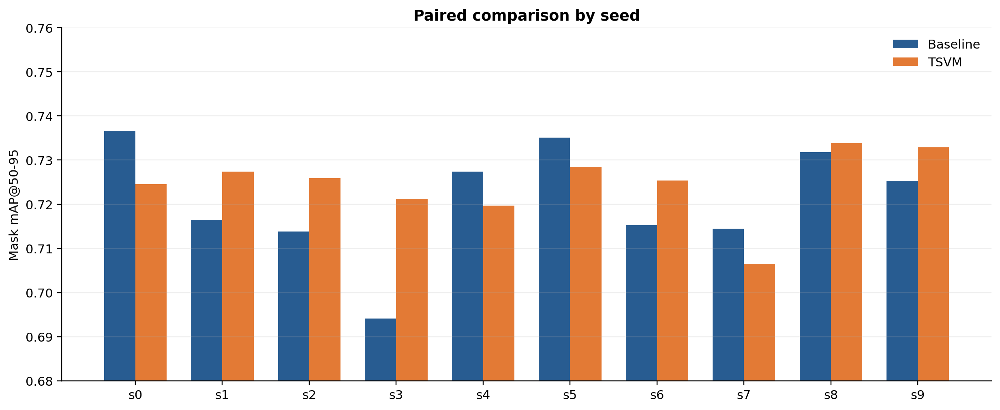 Paired comparison by seed
Baseline
TSVM
Mask mAP@50-95
0.76
0.75
0.74
0.73
0.72
0.71
0.70
0.69
0.68
s0 s1 s2 s3 s4 s5 s6 s7 s8 s9